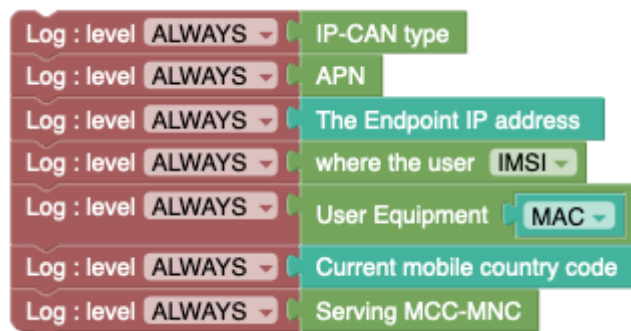 Log : level ALWAYS IP-CAN type
Log : level ALWAYS APN
Log : level ALWAYS The Endpoint IP address
Log : level ALWAYS where the user IMSI
Log : level ALWAYS User Equipment MAC
Log : level ALWAYS Current mobile country code
Log : level ALWAYS Serving MCC-MNC